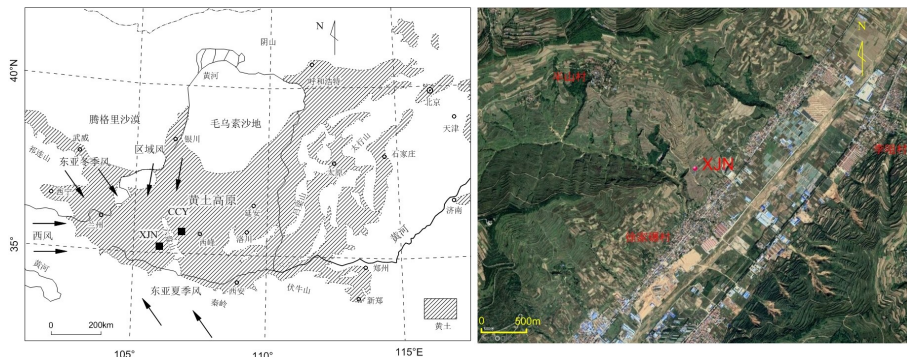 N
阴山
40°N
黄河
呼和浩特
北京
腾格里沙漠
毛乌素沙地
天津
武威
区域风
银川
祁连山
东亚冬季风
太行山
石家庄
太原
西宁
黄土高原
CCY
延安
济南
州
XJN
西峰
洛川
黄河
35°
西风
黄河
郑州
东亚夏季风
西安
伏牛山
秦岭
新郑
0
200km
黄土
105°
110°
115°E
N
XJN
0
500m